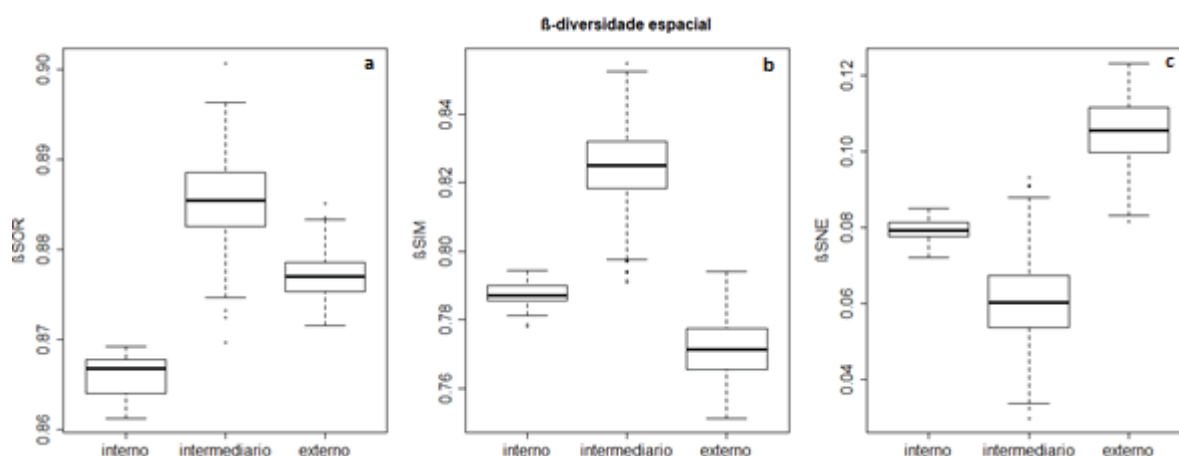 ß-diversidade espacial
a
ßSOR
0.90
0.89
0.88
0.87
0.86
interno intermediario externo
b
ßSIM
0.84
0.82
0.80
0.78
0.76
interno intermediario externo
c
ßSNE
0.12
0.10
0.08
0.06
0.04
interno intermediario externo